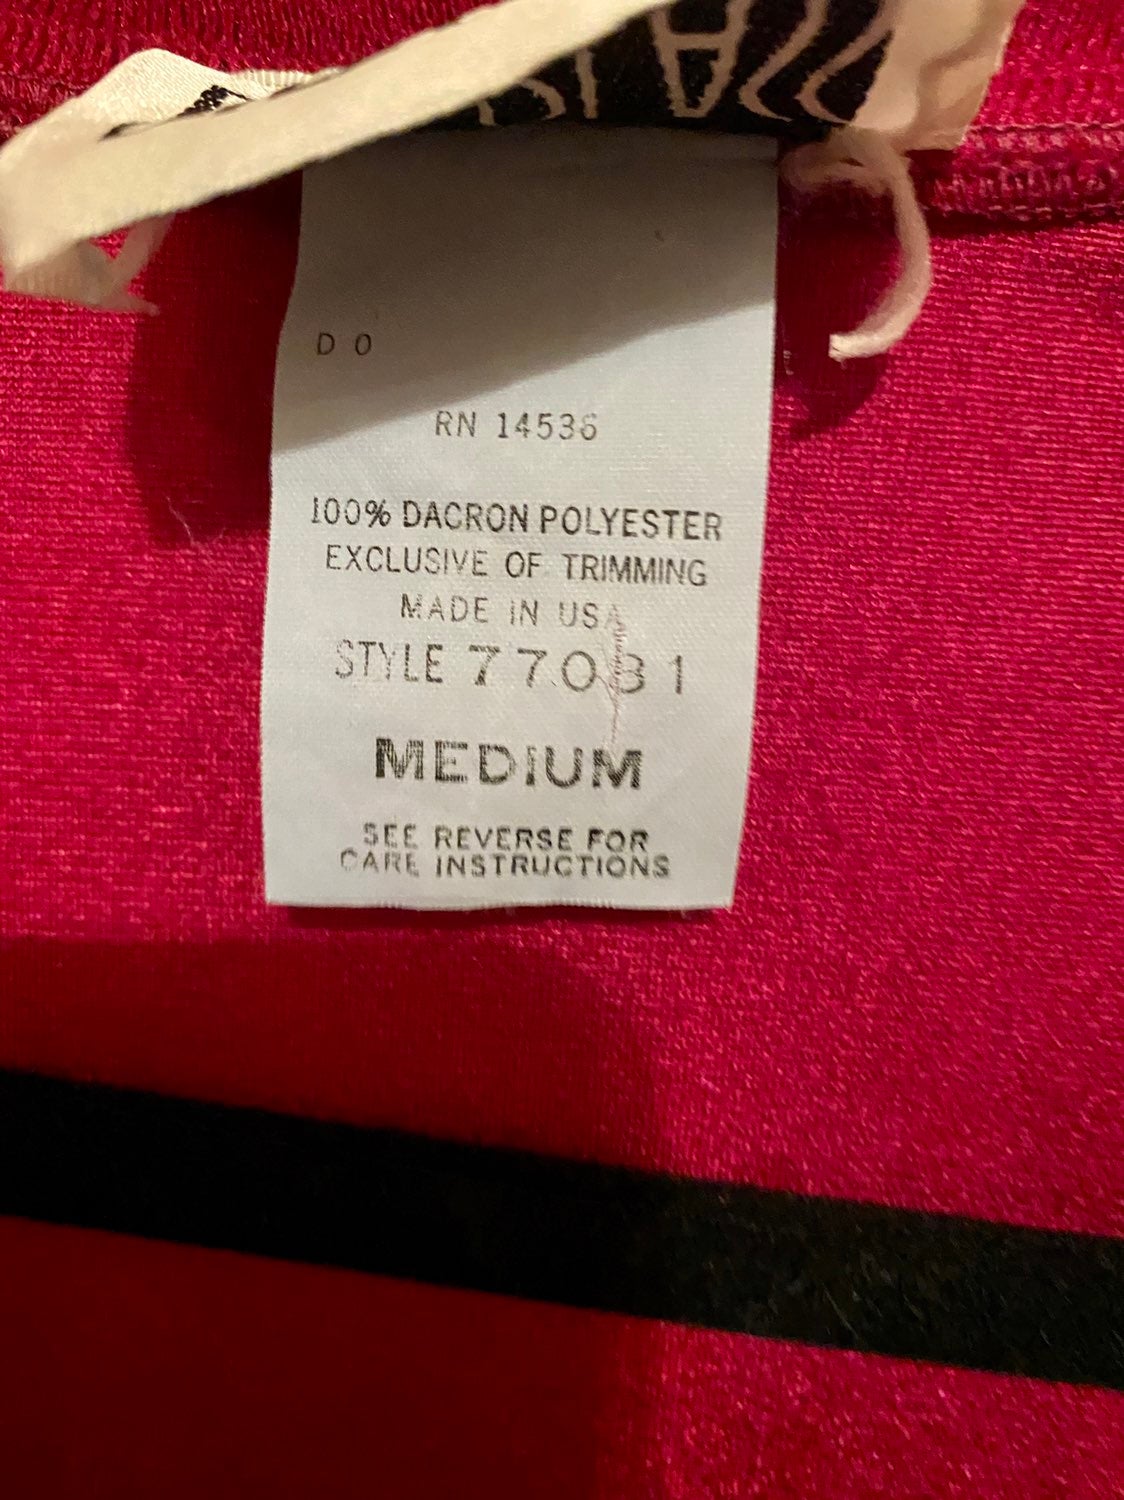 D 0
RN 14536
100% DACRON POLYESTER
EXCLUSIVE OF TRIMMING
MADE IN USA
STYLE 77031
MEDIUM
SEE REVERSE FOR
CARE INSTRUCTIONS